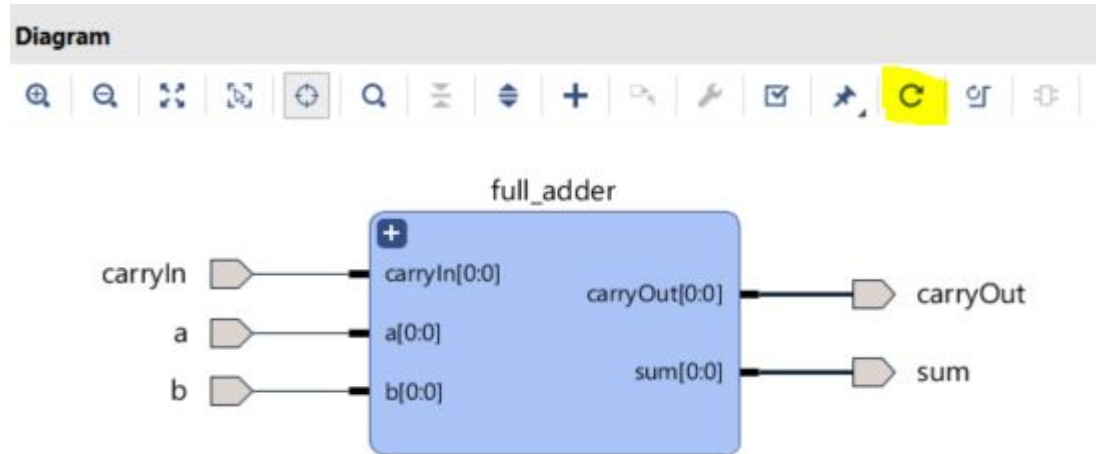 Diagram
full_adder
carryIn
carryIn[0:0]
carryOut[0:0]
carryOut
a
a[0:0]
sum[0:0]
sum
b
b[0:0]